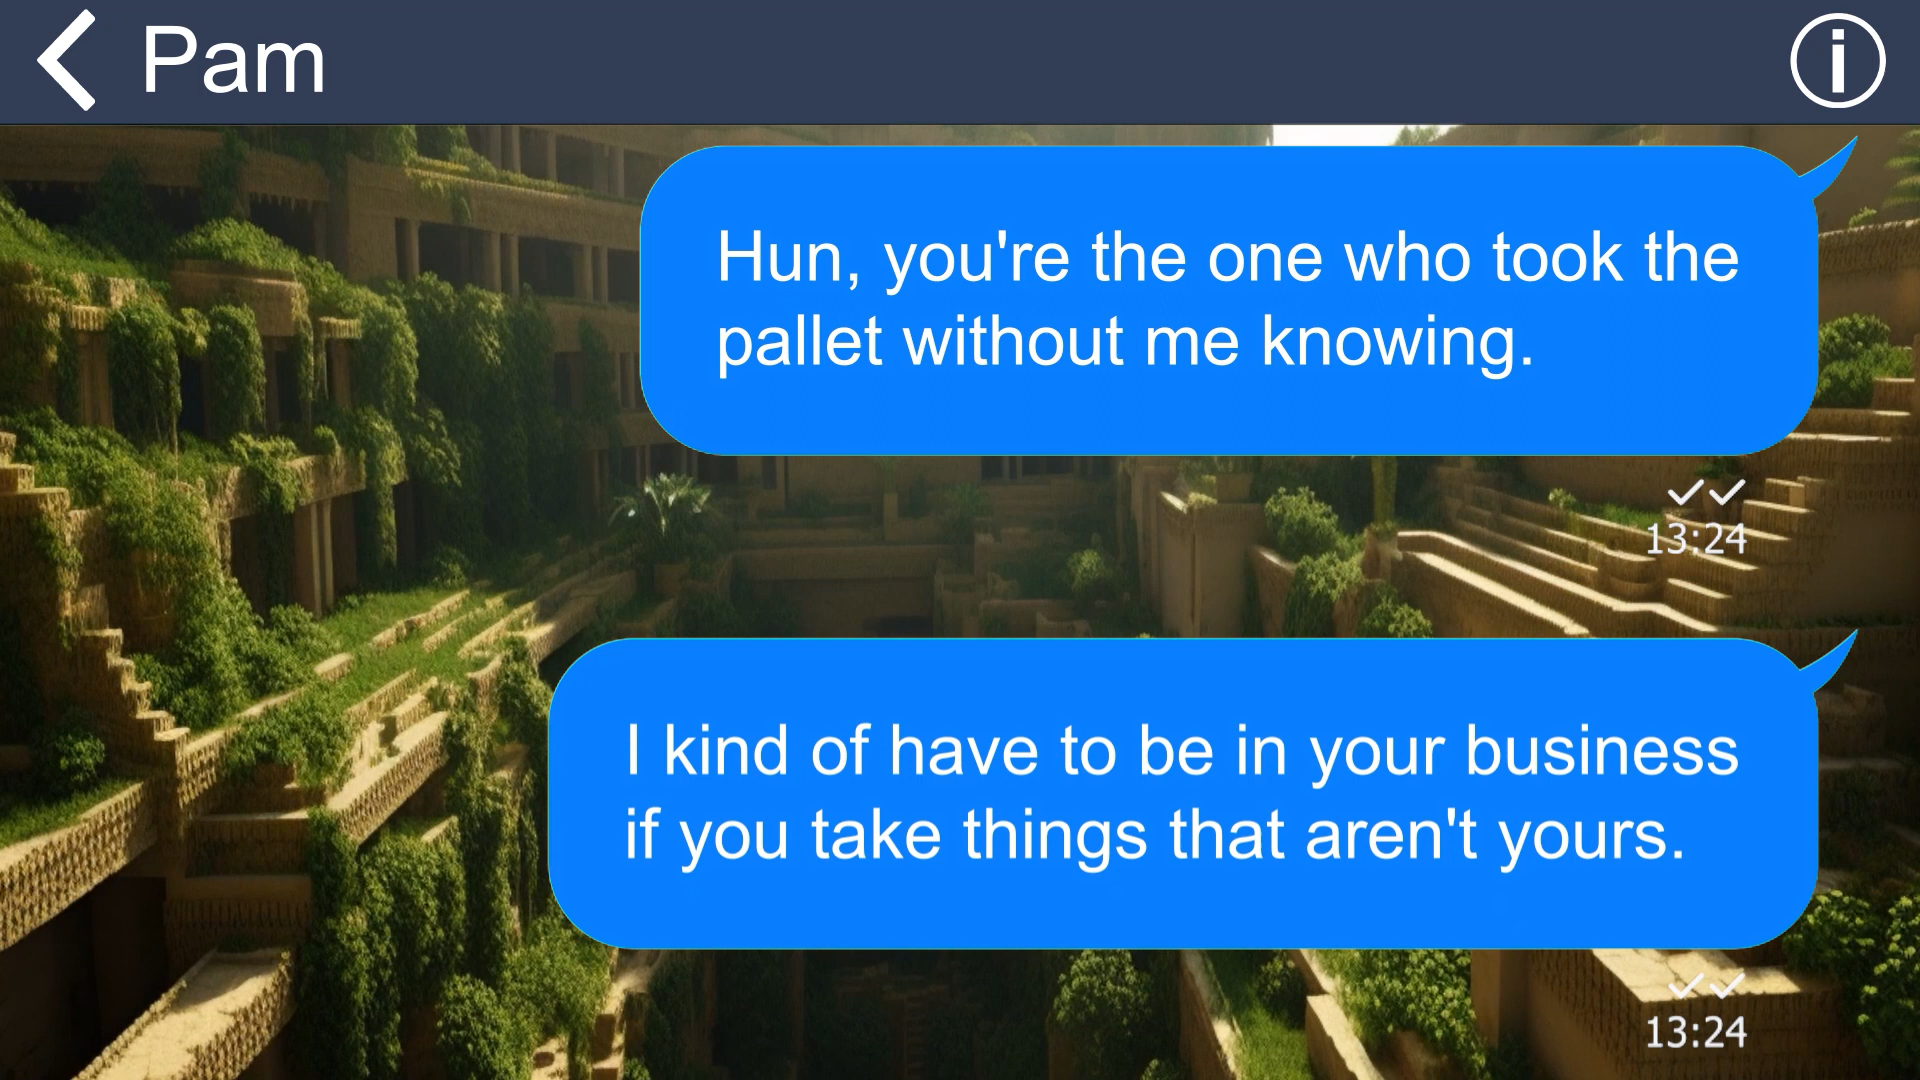 Pam
Hun, you're the one who took the
pallet without me knowing.
13:24
I kind of have to be in your business
if you take things that aren't yours.
13:24